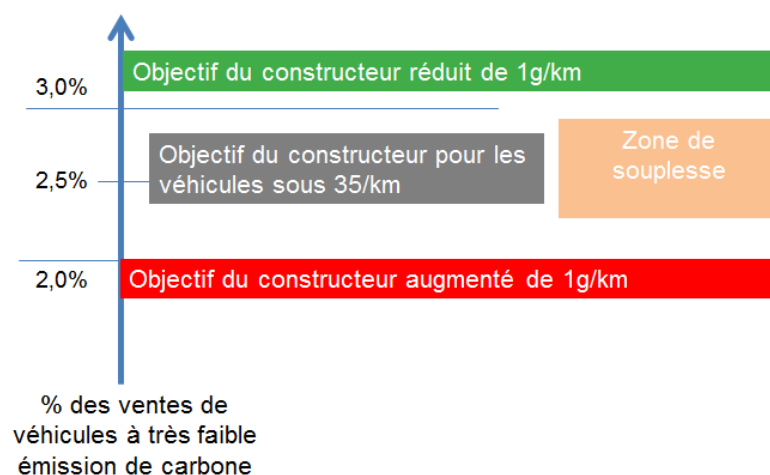 Objectif du constructeur réduit de 1g/km
3,0%
Objectif du constructeur pour les
véhicules sous 35/km
Zone de
souplesse
2,5%
2,0%
Objectif du constructeur augmenté de 1g/km
% des ventes de
véhicules à très faible
émission de carbone